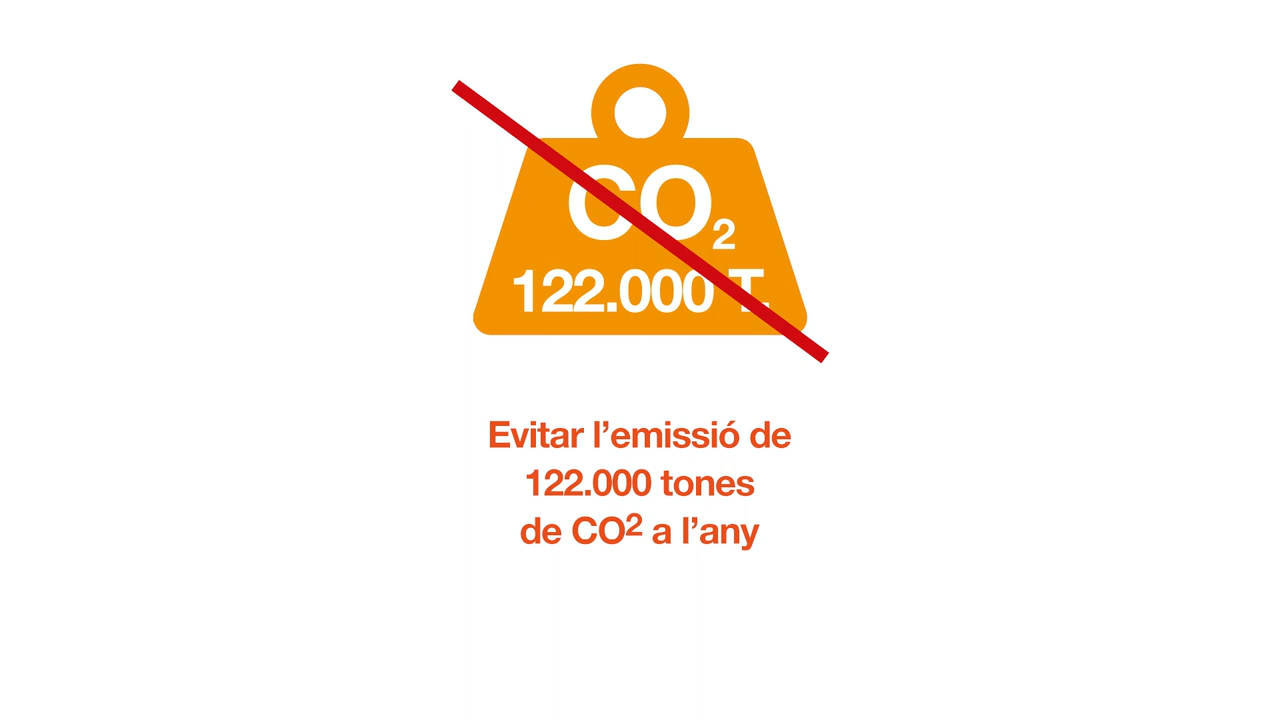 CO₂
122.000 T.
Evitar l’emissió de
122.000 tones
de CO² a l’any